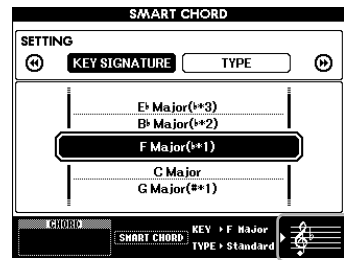 SMART CHORD
SETTING
KEY SIGNATURE TYPE
E♭ Major(♭*3)
B♭ Major(♭*2)
F Major(♭*1)
C Major
G Major(#*1)
CHORD
SMART CHORD
KEY ▸ F Major
TYPE ▸ Standard